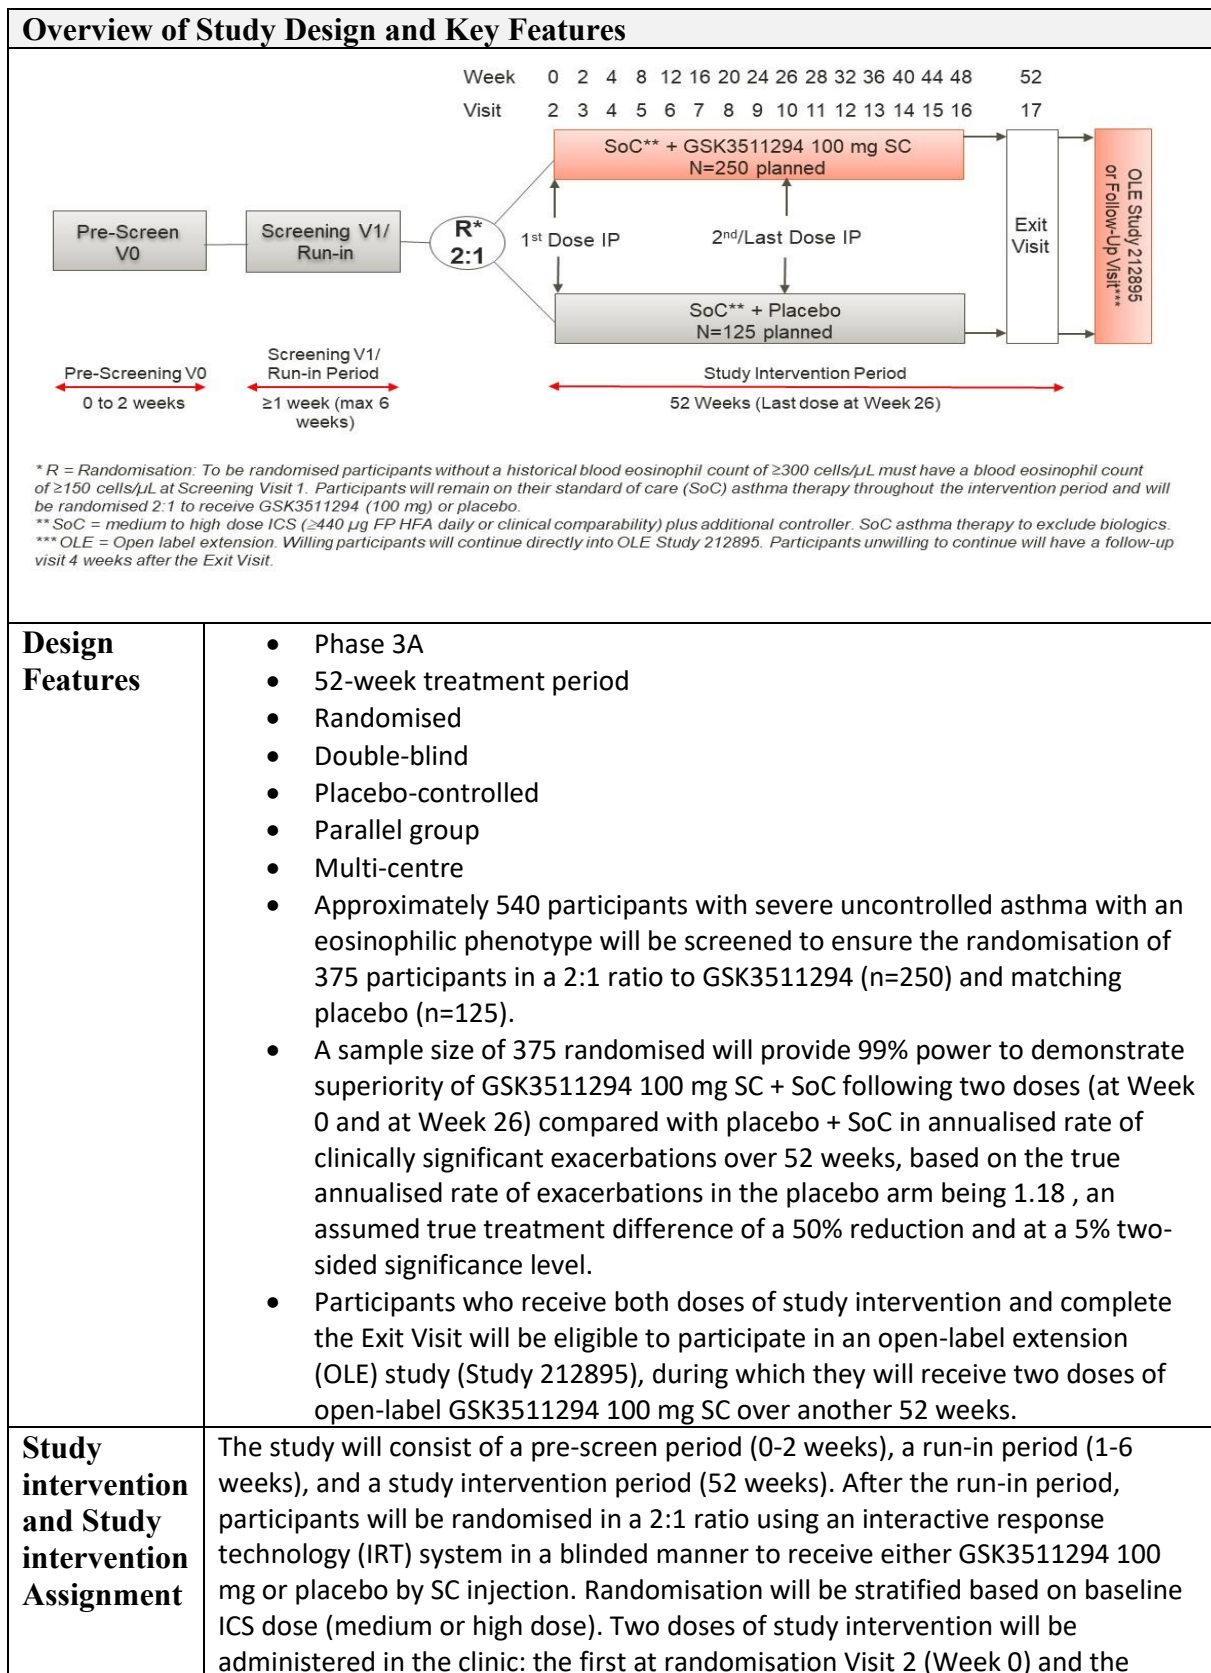 Overview of Study Design and Key Features
Week 0 2 4 8 12 16 20 24 26 28 32 36 40 44 48 52
Visit 2 3 4 5 6 7 8 9 10 11 12 13 14 15 16 17
SoC** + GSK3511294 100 mg SC
N=250 planned
Pre-Screen
V0
Screening V1/
Run-in
R*
2:1
1st Dose IP
2nd/Last Dose IP
SoC** + Placebo
N=125 planned
Exit
Visit
OLE Study 212895
or Follow-Up Visit***
Pre-Screening V0
0 to 2 weeks
Screening V1/
Run-in Period
≥1 week (max 6
weeks)
Study Intervention Period
52 Weeks (Last dose at Week 26)
* R = Randomisation: To be randomised participants without a historical blood eosinophil count of ≥300 cells/µL must have a blood eosinophil count
of ≥150 cells/µL at Screening Visit 1. Participants will remain on their standard of care (SoC) asthma therapy throughout the intervention period and will
be randomised 2:1 to receive GSK3511294 (100 mg) or placebo.
** SoC = medium to high dose ICS (≥440 µg FP HFA daily or clinical comparability) plus additional controller. SoC asthma therapy to exclude biologics.
*** OLE = Open label extension. Willing participants will continue directly into OLE Study 212895. Participants unwilling to continue will have a follow-up
visit 4 weeks after the Exit Visit.
Design
Features
• Phase 3A
• 52-week treatment period
• Randomised
• Double-blind
• Placebo-controlled
• Parallel group
• Multi-centre
• Approximately 540 participants with severe uncontrolled asthma with an
eosinophilic phenotype will be screened to ensure the randomisation of
375 participants in a 2:1 ratio to GSK3511294 (n=250) and matching
placebo (n=125).
• A sample size of 375 randomised will provide 99% power to demonstrate
superiority of GSK3511294 100 mg SC + SoC following two doses (at Week
0 and at Week 26) compared with placebo + SoC in annualised rate of
clinically significant exacerbations over 52 weeks, based on the true
annualised rate of exacerbations in the placebo arm being 1.18 , an
assumed true treatment difference of a 50% reduction and at a 5% two-
sided significance level.
• Participants who receive both doses of study intervention and complete
the Exit Visit will be eligible to participate in an open-label extension
(OLE) study (Study 212895), during which they will receive two doses of
open-label GSK3511294 100 mg SC over another 52 weeks.
Study
intervention
and Study
intervention
Assignment
The study will consist of a pre-screen period (0-2 weeks), a run-in period (1-6
weeks), and a study intervention period (52 weeks). After the run-in period,
participants will be randomised in a 2:1 ratio using an interactive response
technology (IRT) system in a blinded manner to receive either GSK3511294 100
mg or placebo by SC injection. Randomisation will be stratified based on baseline
ICS dose (medium or high dose). Two doses of study intervention will be
administered in the clinic: the first at randomisation Visit 2 (Week 0) and the